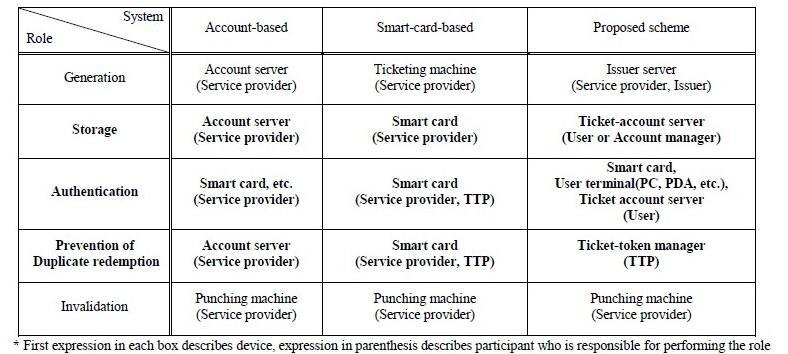 System
Role
Account-based
Smart-card-based
Proposed scheme
Generation
Account server
(Service provider)
Ticketing machine
(Service provider)
Issuer server
(Service provider, Issuer)
Storage
Account server
(Service provider)
Smart card
(Service provider)
Ticket-account server
(User or Account manager)
Authentication
Smart card, etc.
(Service provider)
Smart card
(Service provider, TTP)
Smart card,
User terminal(PC, PDA, etc.),
Ticket account server
(User)
Prevention of
Duplicate redemption
Account server
(Service provider)
Smart card
(Service provider, TTP)
Ticket-token manager
(TTP)
Invalidation
Punching machine
(Service provider)
Punching machine
(Service provider)
Punching machine
(Service provider)
* First expression in each box describes device, expression in parenthesis describes participant who is responsible for performing the role